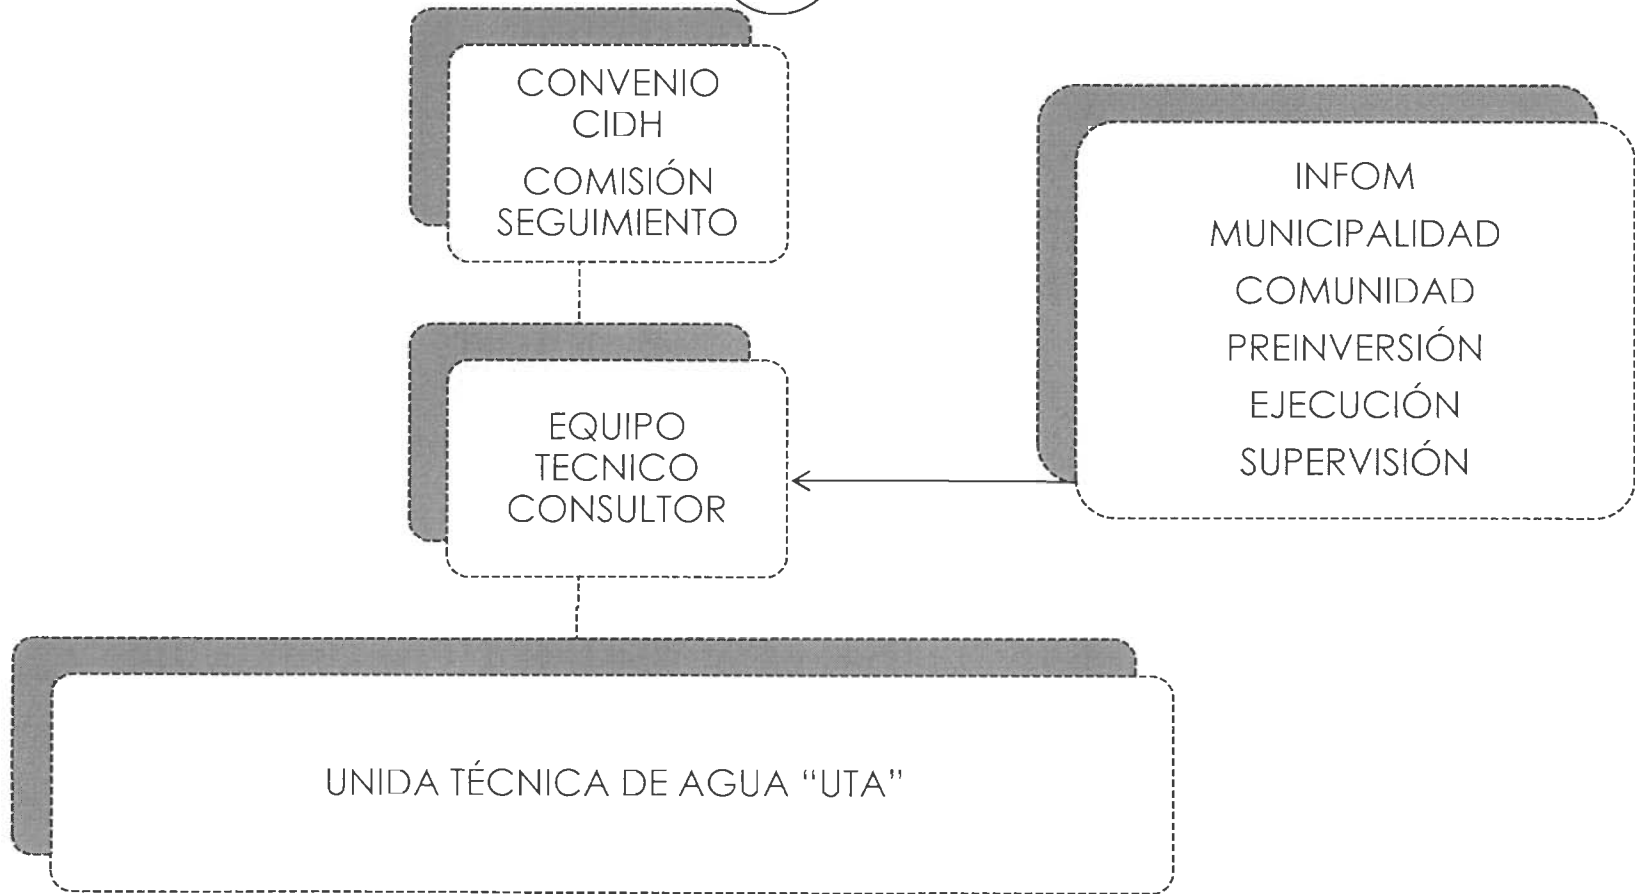 CONVENIO
CIDH
COMISIÓN
SEGUIMIENTO
INFOM
MUNICIPALIDAD
COMUNIDAD
PREINVERSIÓN
EJECUCIÓN
SUPERVISIÓN
EQUIPO
TECNICO
CONSULTOR
UNIDA TÉCNICA DE AGUA “UTA”